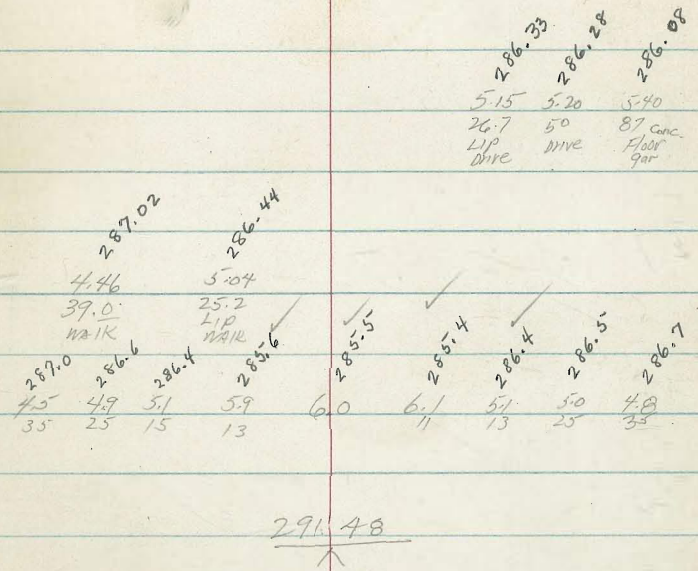 286.33 286.28 286.08
5.15 5.20 5.40
26.7 50 87 Conc.
Lip Drive Floor
Drive gar
287.02 286.44
4.46 5.04
39.0 25.2
WALK Lip
WALK
287.0 286.6 286.4 285.6 285.5 285.4 286.4 286.5 286.7
4.5 4.9 5.1 5.9 6.0 6.1 5.1 5.0 4.8
35 25 15 13 11 13 25 35
291.48